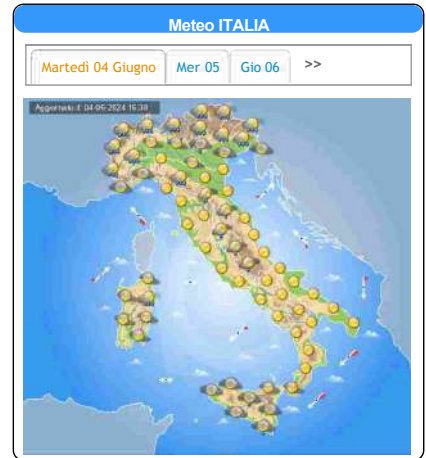 Meteo ITALIA
Martedì 04 Giugno Mer 05 Gio 06 >>
Aggiornato il: 04-06-2024 16:38